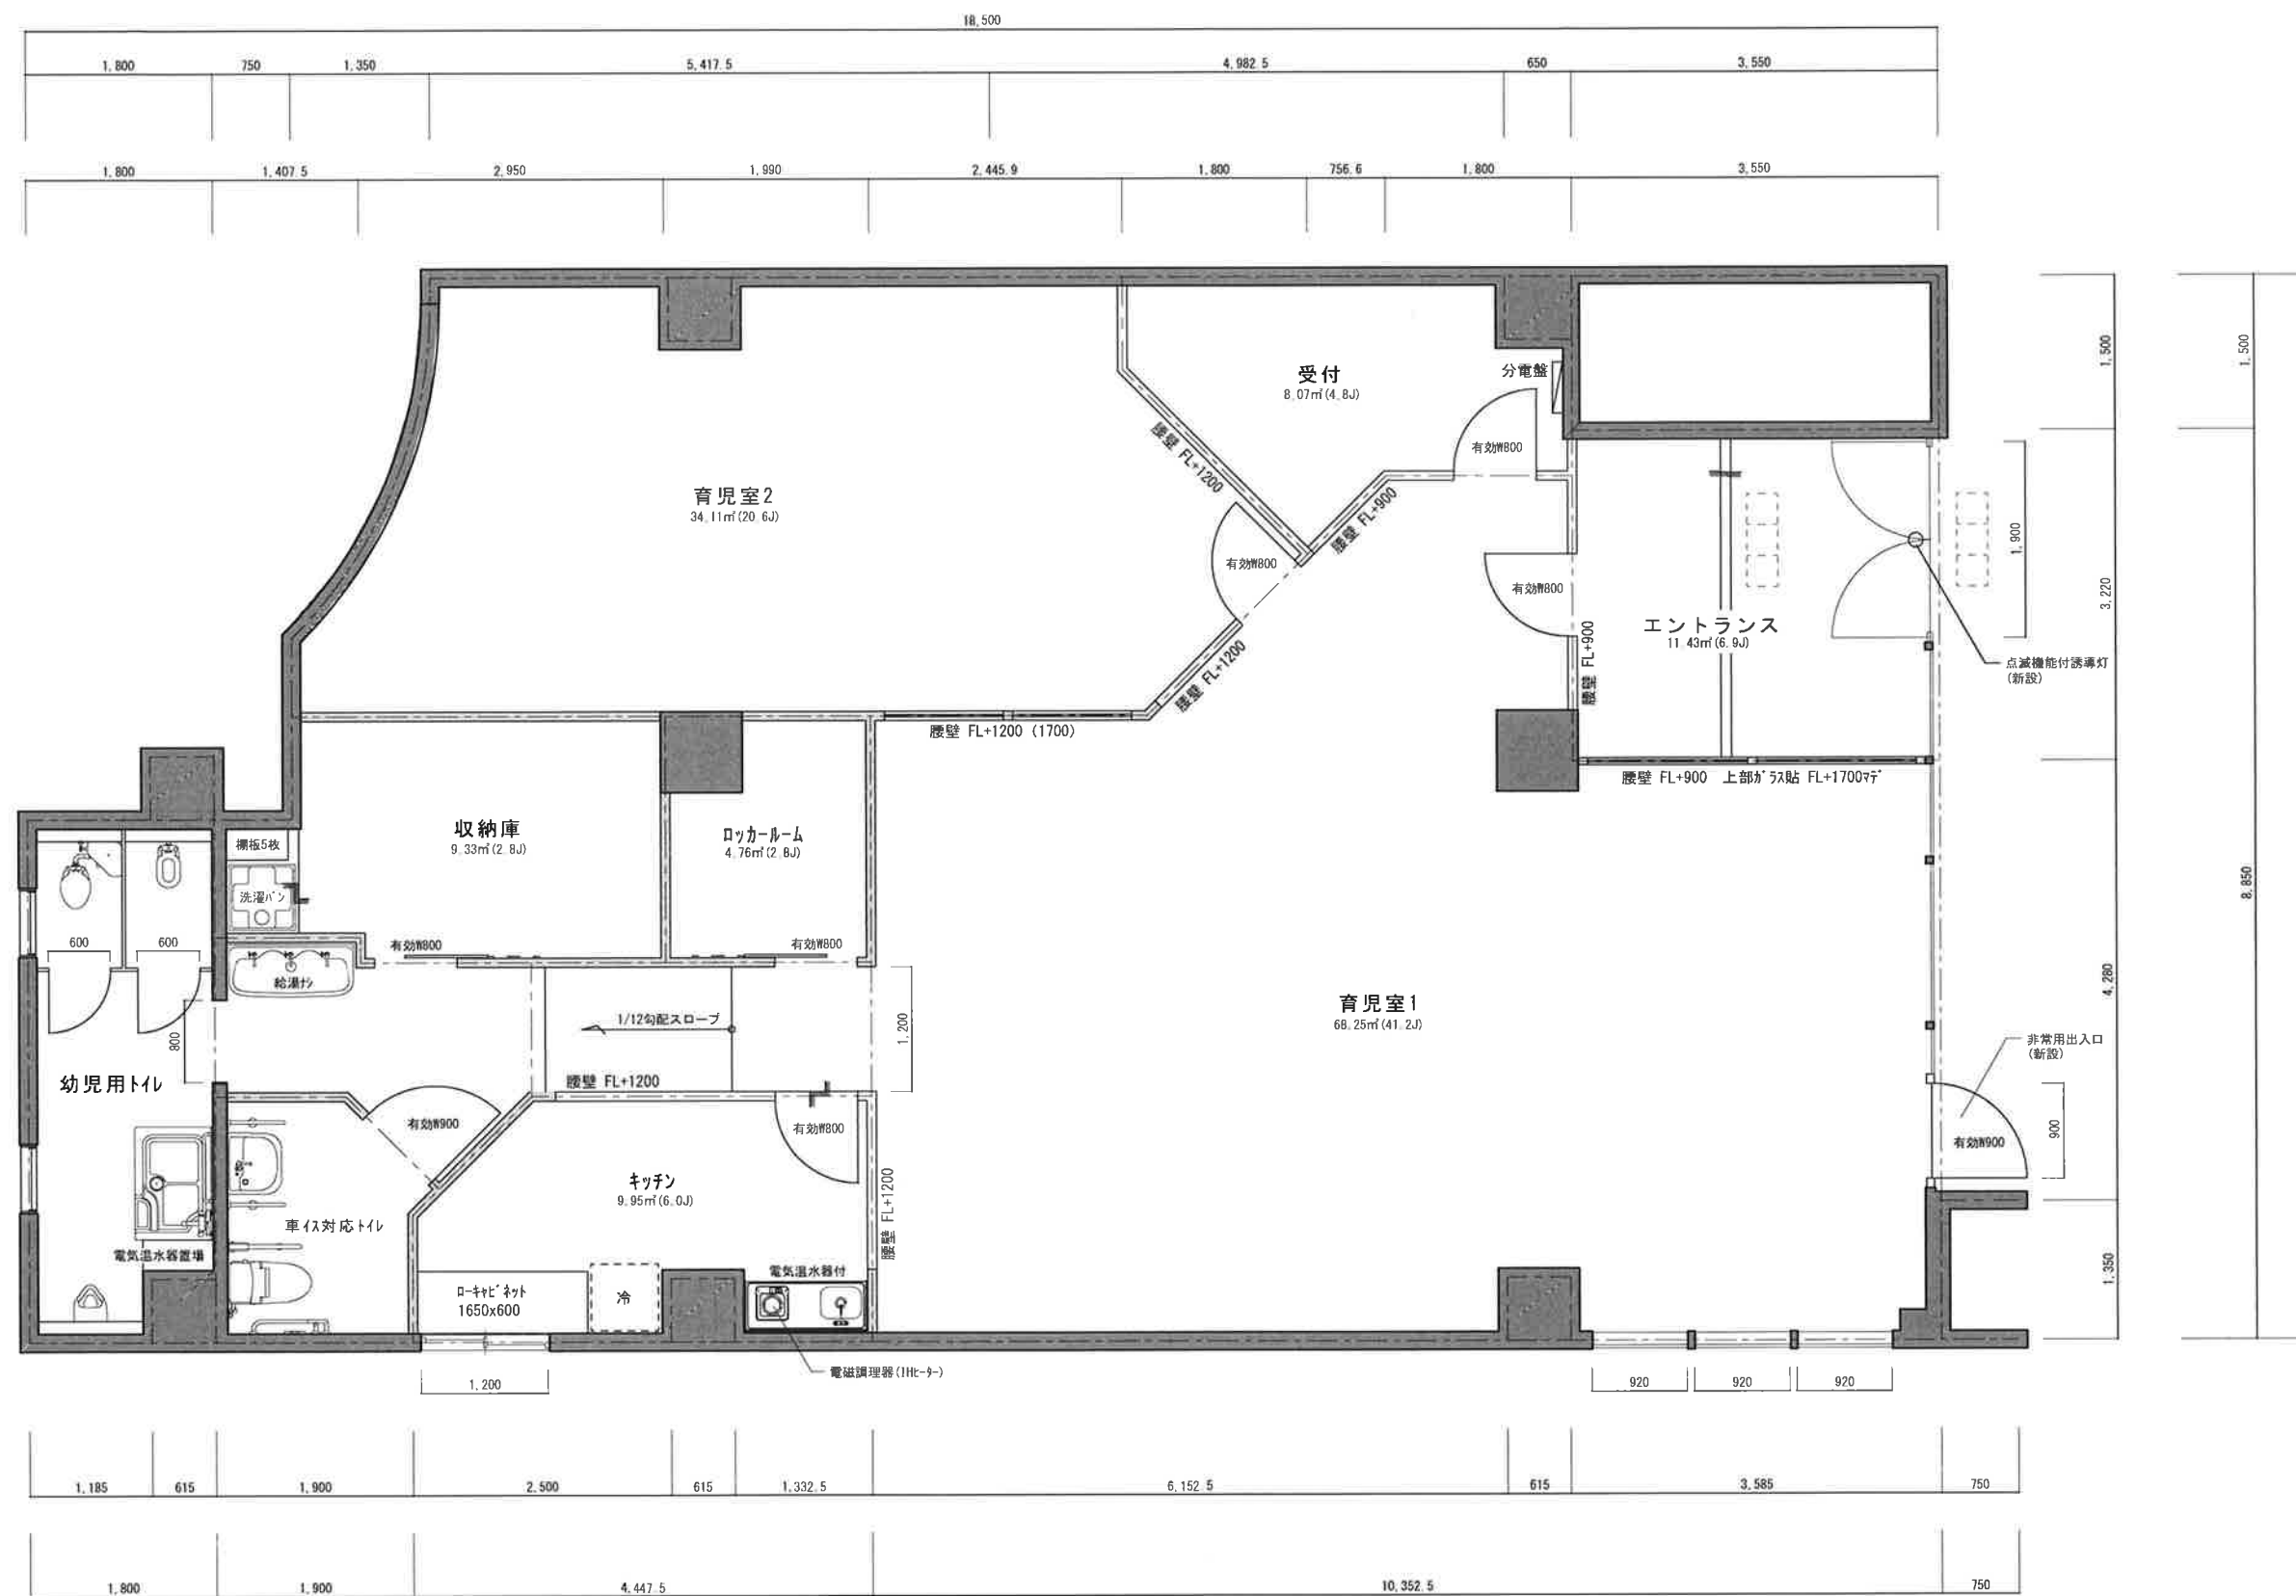 18,500
1,800 750 1,350 5,417.5 4,982.5 650 3,550
1,800 1,407.5 2,950 1,990 2,445.9 1,800 756.6 1,800 3,550
受付
8.07㎡(4.8J)
分電盤
有効W800
腰壁 FL+1200
腰壁 FL+900
育児室2
34.11㎡(20.6J)
有効W800
有効W800
腰壁 FL+1200
腰壁 FL+900
エントランス
11.43㎡(6.9J)
点滅機能付誘導灯
(新設)
1,900
1,500
3,220
4,280
1,350
1,500
8,850
腰壁 FL+1200 (1700)
腰壁 FL+900 上部ガラス貼 FL+1700マデ
収納庫
9.33㎡(2.8J)
ロッカールーム
4.76㎡(2.8J)
棚板5枚
洗濯パン
600
600
有効W800
有効W800
給湯ナシ
800
1/12勾配スロープ
1,200
育児室1
68.25㎡(41.2J)
非常用出入口
(新設)
有効W900
900
幼児用トイレ
腰壁 FL+1200
有効W900
有効W800
キッチン
9.95㎡(6.0J)
腰壁 FL+1200
車イス対応トイレ
電気温水器置場
ローキャビネット
1650x600
冷
電気温水器付
電磁調理器(IHヒーター)
1,200
920 920 920
1,185 615 1,900 2,500 615 1,332.5 6,152.5 615 3,585 750
1,800 1,900 4,447.5 10,352.5 750